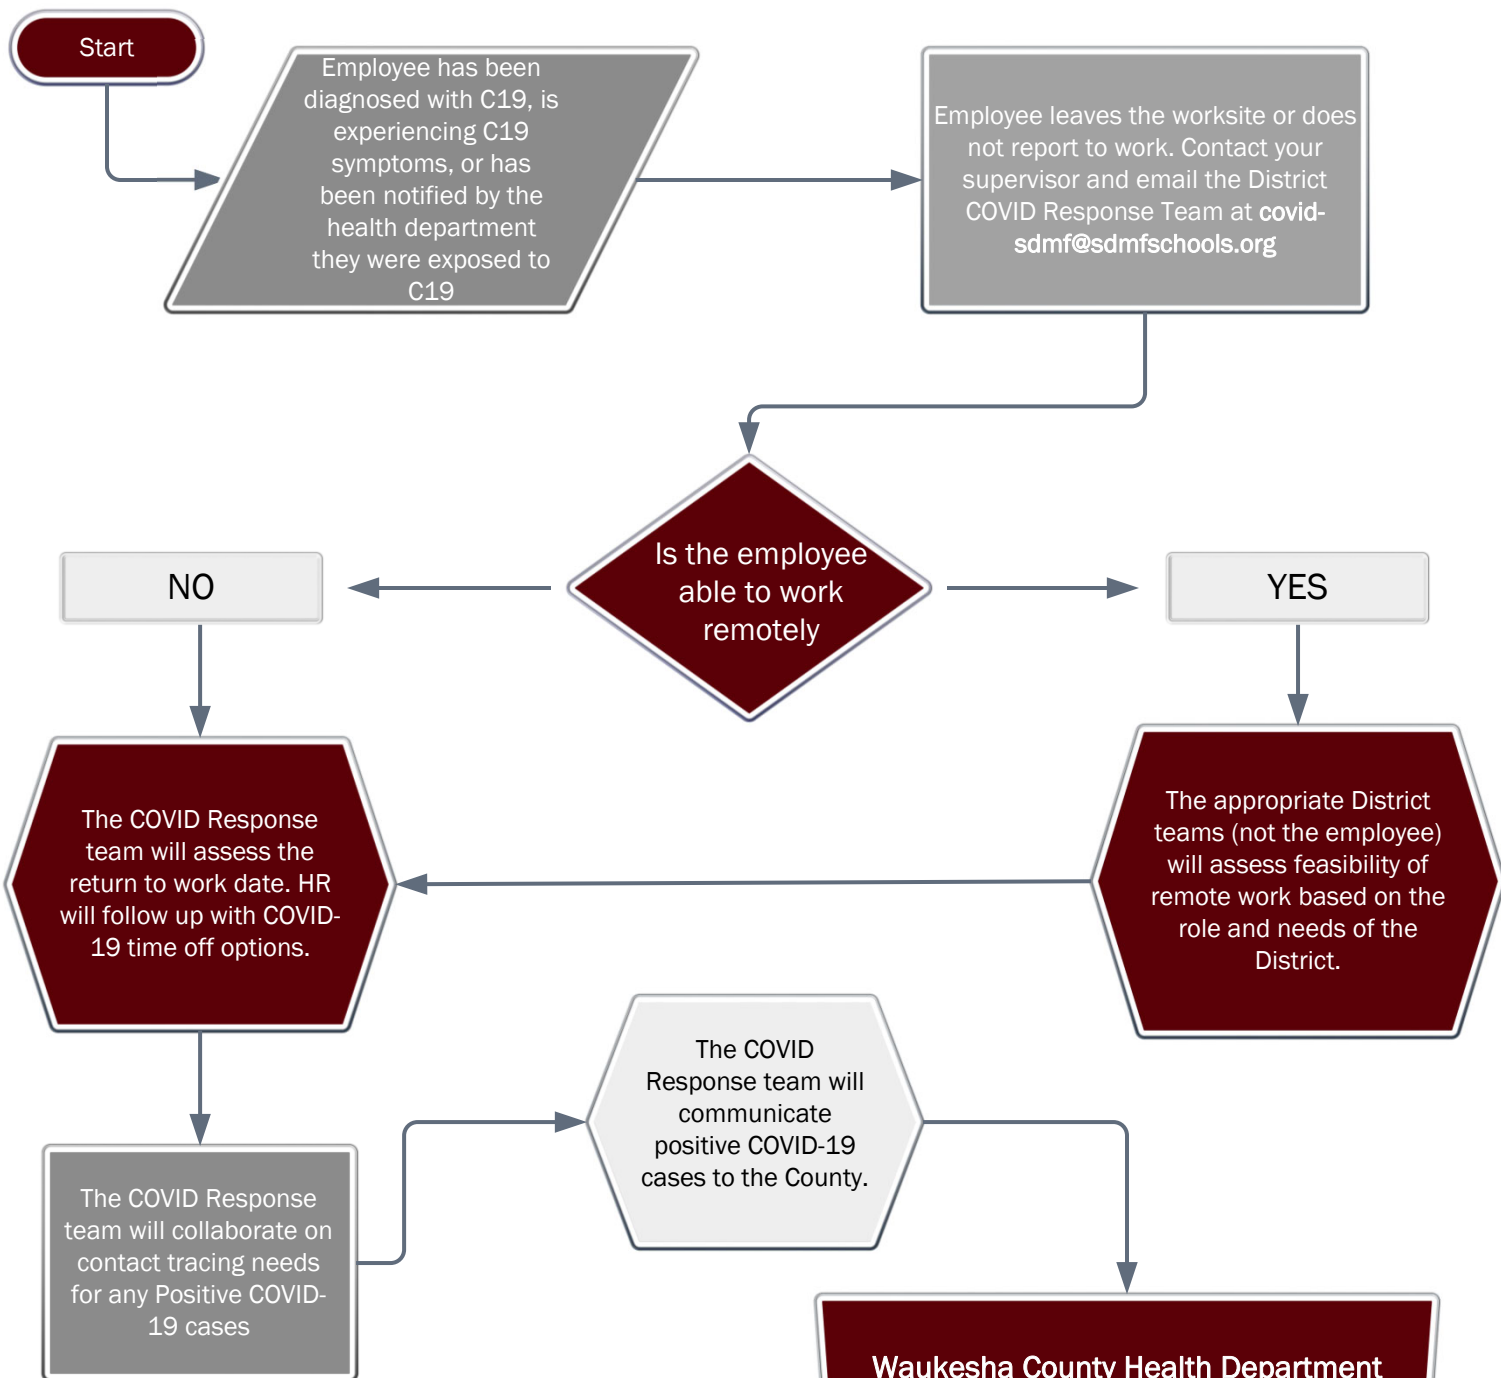 Start
Employee has been
diagnosed with C19, is
experiencing C19
symptoms, or has
been notified by the
health department
they were exposed to
C19
Employee leaves the worksite or does
not report to work. Contact your
supervisor and email the District
COVID Response Team at covid-
sdmf@sdmfschools.org
Is the employee
able to work
remotely
NO
YES
The COVID Response
team will assess the
return to work date. HR
will follow up with COVID-
19 time off options.
The appropriate District
teams (not the employee)
will assess feasibility of
remote work based on the
role and needs of the
District.
The COVID Response
team will collaborate on
contact tracing needs
for any Positive COVID-
19 cases
The COVID
Response team will
communicate
positive COVID-19
cases to the County.
Waukesha County Health Department